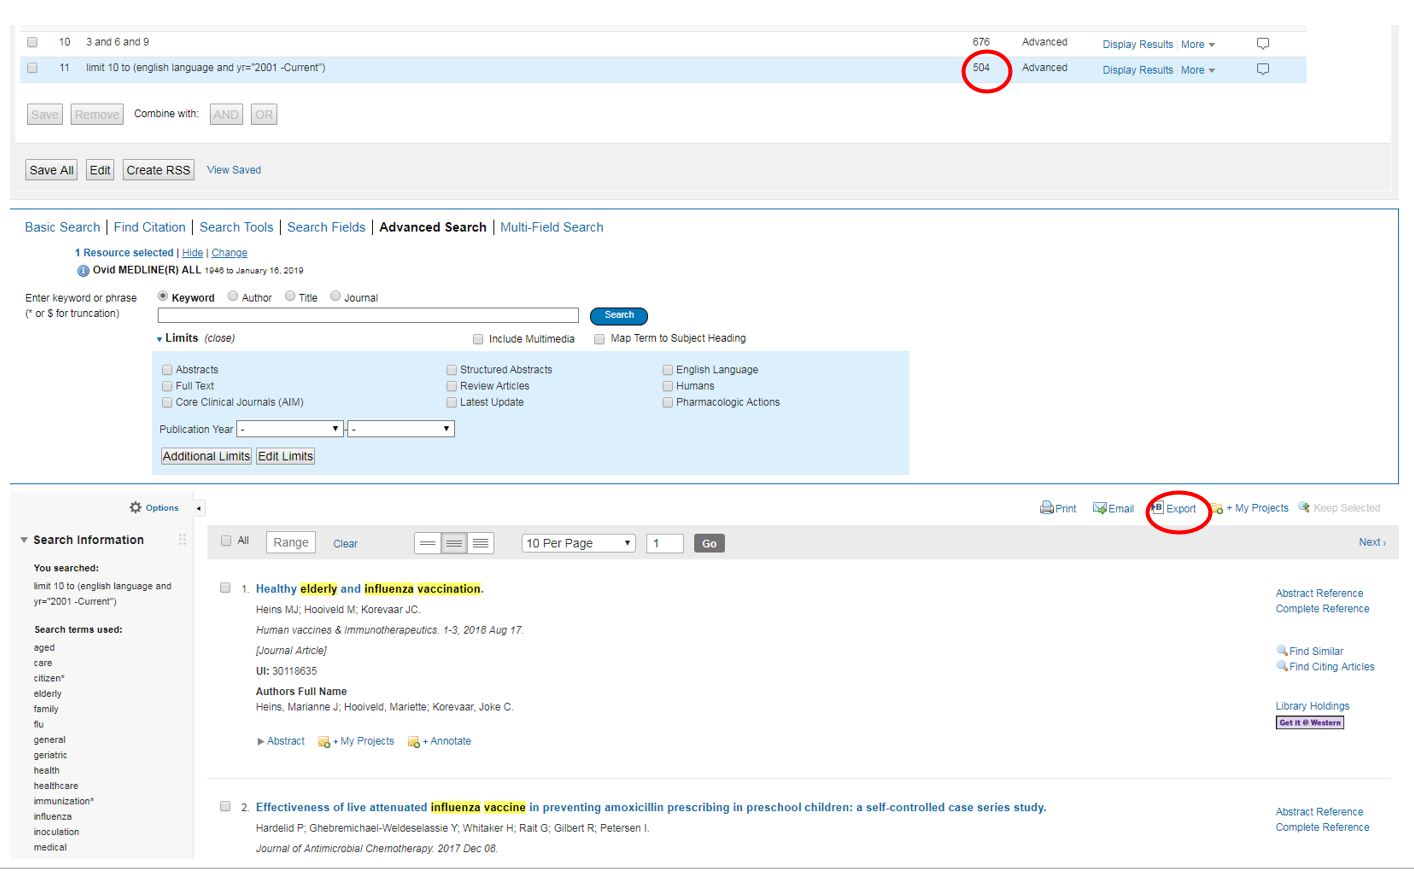 10 3 and 6 and 9 676 Advanced Display Results More
11 limit 10 to (english language and yr="2001 -Current") 504 Advanced Display Results More
Save Remove Combine with: AND OR
Save All Edit Create RSS View Saved
Basic Search | Find Citation | Search Tools | Search Fields | Advanced Search | Multi-Field Search
1 Resource selected | Hide | Change
Ovid MEDLINE(R) ALL 1946 to January 16, 2019
Enter keyword or phrase
(* or $ for truncation)
Keyword Author Title Journal
Search
Limits (close) Include Multimedia Map Term to Subject Heading
Abstracts Structured Abstracts English Language
Full Text Review Articles Humans
Core Clinical Journals (AIM) Latest Update Pharmacologic Actions
Publication Year - - -
Additional Limits Edit Limits
Options
Print Email Export + My Projects Keep Selected
Search Information
All Range Clear 10 Per Page 1 Go Next ›
You searched:
limit 10 to (english language and
yr="2001 -Current")
Search terms used:
aged
care
citizen*
elderly
family
flu
general
geriatric
health
healthcare
immunization*
influenza
inoculation
medical
1. Healthy elderly and influenza vaccination.
Heins MJ; Hooiveld M; Korevaar JC.
Human vaccines & Immunotherapeutics. 1-3, 2018 Aug 17.
[Journal Article]
UI: 30118635
Authors Full Name
Heins, Marianne J; Hooiveld, Mariette; Korevaar, Joke C.
Abstract + My Projects + Annotate
Abstract Reference
Complete Reference
Find Similar
Find Citing Articles
Library Holdings
Get it @ Western
2. Effectiveness of live attenuated influenza vaccine in preventing amoxicillin prescribing in preschool children: a self-controlled case series study.
Hardelid P; Ghebremichael-Weldeselassie Y; Whitaker H; Rait G; Gilbert R; Petersen I.
Journal of Antimicrobial Chemotherapy. 2017 Dec 08.
Abstract Reference
Complete Reference